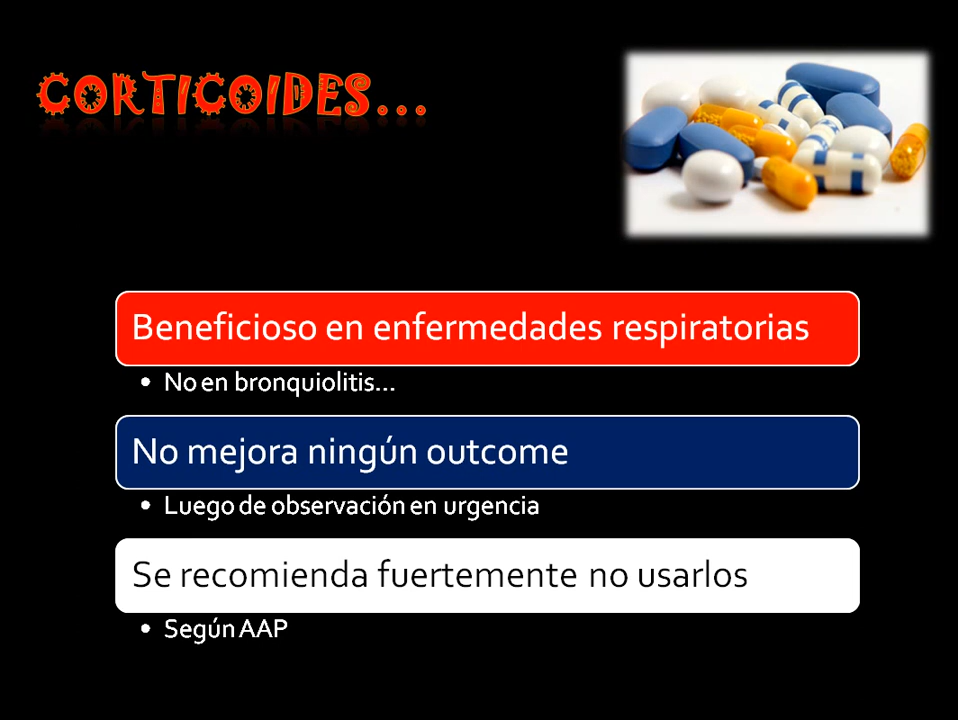 CORTICOIDES...
Beneficioso en enfermedades respiratorias
• No en bronquiolitis...
No mejora ningún outcome
• Luego de observación en urgencia
Se recomienda fuertemente no usarlos
• Según AAP